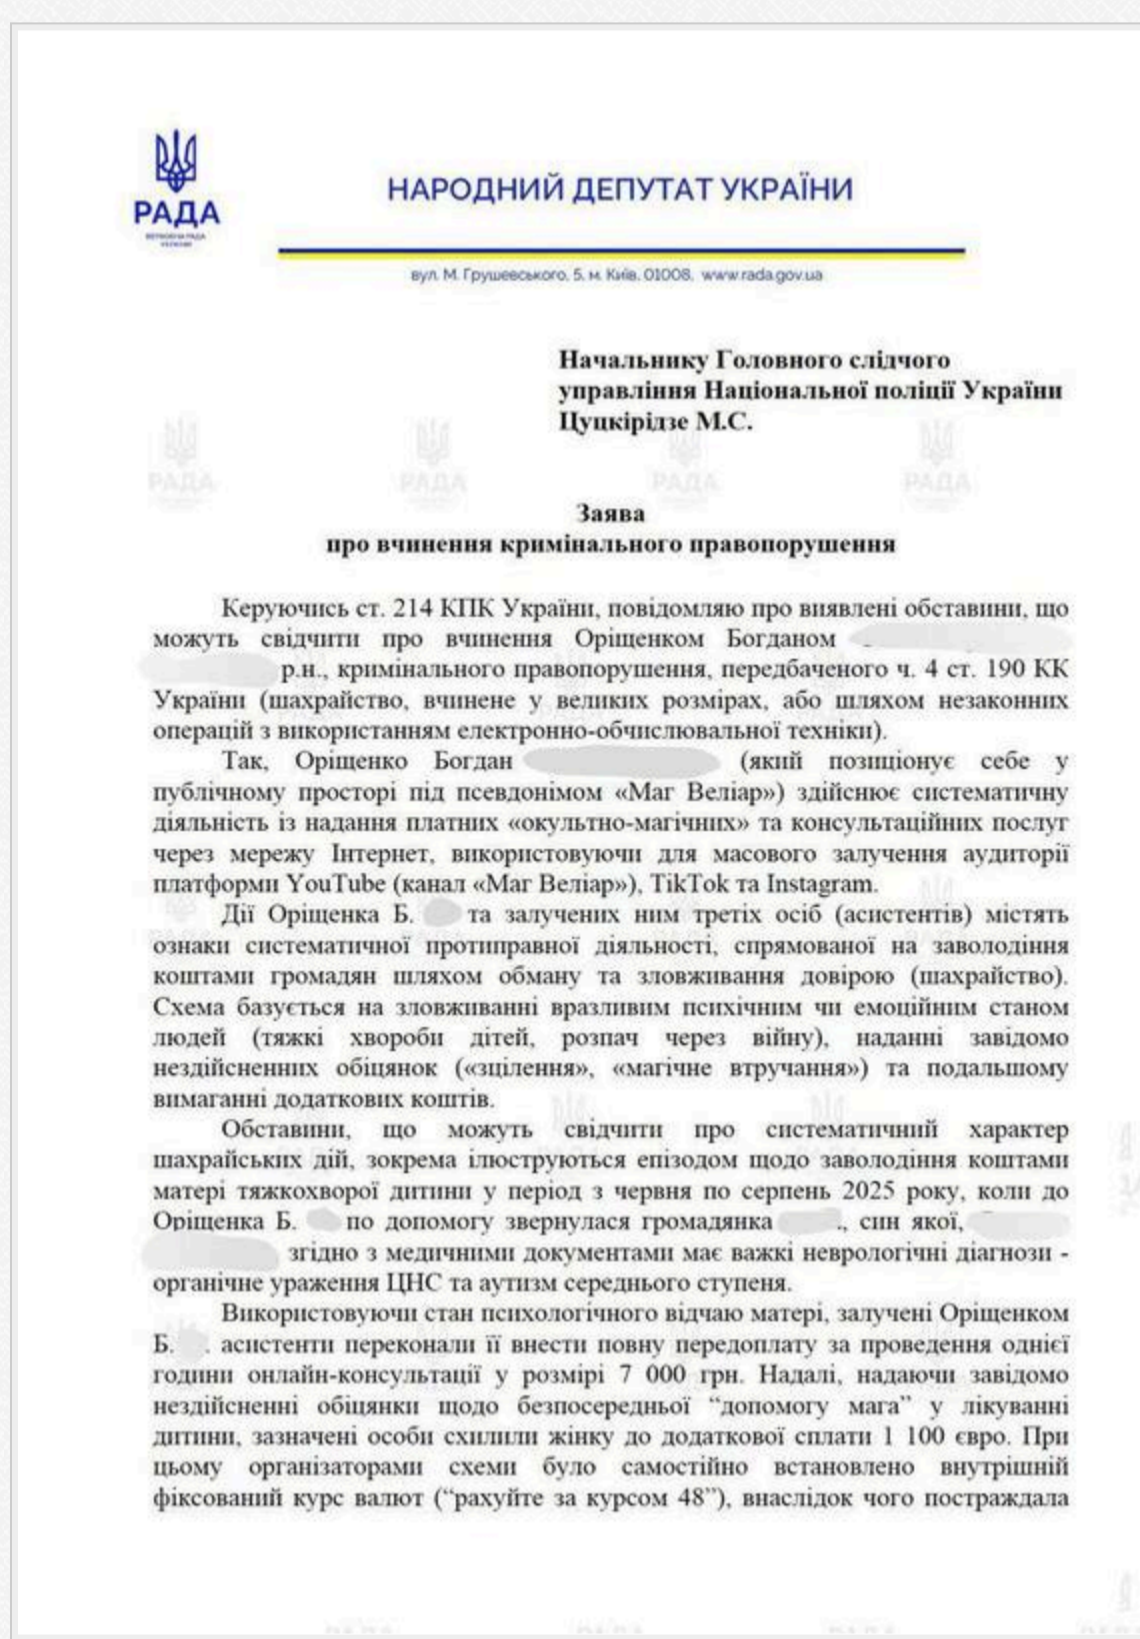 РАДА
ВЕРХОВНА РАДА
УКРАЇНИ
НАРОДНИЙ ДЕПУТАТ УКРАЇНИ
вул. М. Грушевського, 5, м. Київ, 01008, www.rada.gov.ua
Начальнику Головного слідчого
управління Національної поліції України
Цуцкірідзе М.С.
РАДА РАДА РАДА РАДА
Заява
про вчинення кримінального правопорушення
Керуючись ст. 214 КПК України, повідомляю про виявлені обставини, що
можуть свідчити про вчинення Оріщенком Богданом
р.н., кримінального правопорушення, передбаченого ч. 4 ст. 190 КК
України (шахрайство, вчинене у великих розмірах, або шляхом незаконних
операцій з використанням електронно-обчислювальної техніки).
Так, Оріщенко Богдан (який позиціонує себе у
публічному просторі під псевдонімом «Маг Веліар») здійснює систематичну
діяльність із надання платних «окультно-магічних» та консультаційних послуг
через мережу Інтернет, використовуючи для масового залучення аудиторії
платформи YouTube (канал «Маг Веліар»), TikTok та Instagram.
Дії Оріщенка Б. та залучених ним третіх осіб (асистентів) містять
ознаки систематичної протиправної діяльності, спрямованої на заволодіння
коштами громадян шляхом обману та зловживання довірою (шахрайство).
Схема базується на зловживанні вразливим психічним чи емоційним станом
людей (тяжкі хвороби дітей, розпач через війну), наданні завідомо
нездійсненних обіцянок («зцілення», «магічне втручання») та подальшому
вимаганні додаткових коштів.
Обставини, що можуть свідчити про систематичний характер
шахрайських дій, зокрема ілюструються епізодом щодо заволодіння коштами
матері тяжкохворої дитини у період з червня по серпень 2025 року, коли до
Оріщенка Б. по допомогу звернулася громадянка ., син якої,
згідно з медичними документами має важкі неврологічні діагнози -
органічне ураження ЦНС та аутизм середнього ступеня.
Використовуючи стан психологічного відчаю матері, залучені Оріщенком
Б. . асистенти переконали її внести повну передоплату за проведення однієї
години онлайн-консультації у розмірі 7 000 грн. Надалі, надаючи завідомо
нездійсненні обіцянки щодо безпосередньої “допомогу мага” у лікуванні
дитини, зазначені особи схилили жінку до додаткової сплати 1 100 євро. При
цьому організаторами схеми було самостійно встановлено внутрішній
фіксований курс валют (“рахуйте за курсом 48”), внаслідок чого постраждала